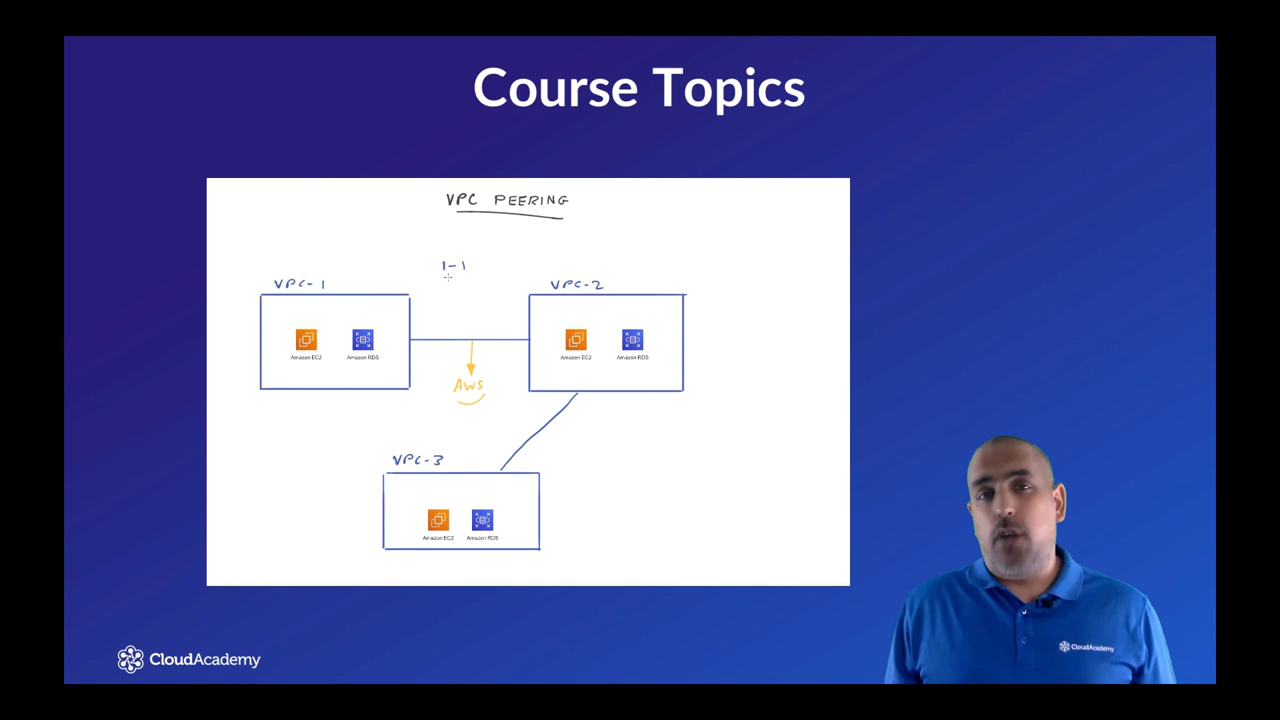 Course Topics
VPC PEERING
1-1
VPC-1
VPC-2
Amazon EC2 Amazon RDS
Amazon EC2 Amazon RDS
AWS
VPC-3
Amazon EC2 Amazon RDS
CloudAcademy
CloudAcademy